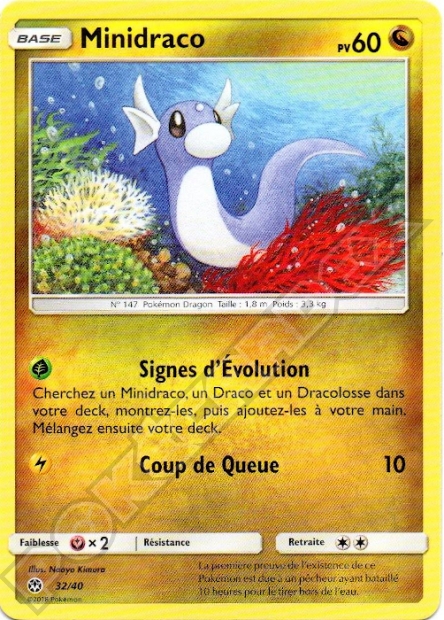 BASE Minidraco PV60
N° 147 Pokémon Dragon Taille : 1,8 m Poids : 3,3 kg
Signes d'Évolution
Cherchez un Minidraco, un Draco et un Dracolosse dans
votre deck, montrez-les, puis ajoutez-les à votre main.
Mélangez ensuite votre deck.
Coup de Queue 10
Faiblesse ×2 Résistance Retraite
Illus. Naoyo Kimura
32/40
©2018 Pokémon
La première preuve de l'existence de ce
Pokémon est due à un pêcheur ayant bataillé
10 heures pour le tirer hors de l'eau.